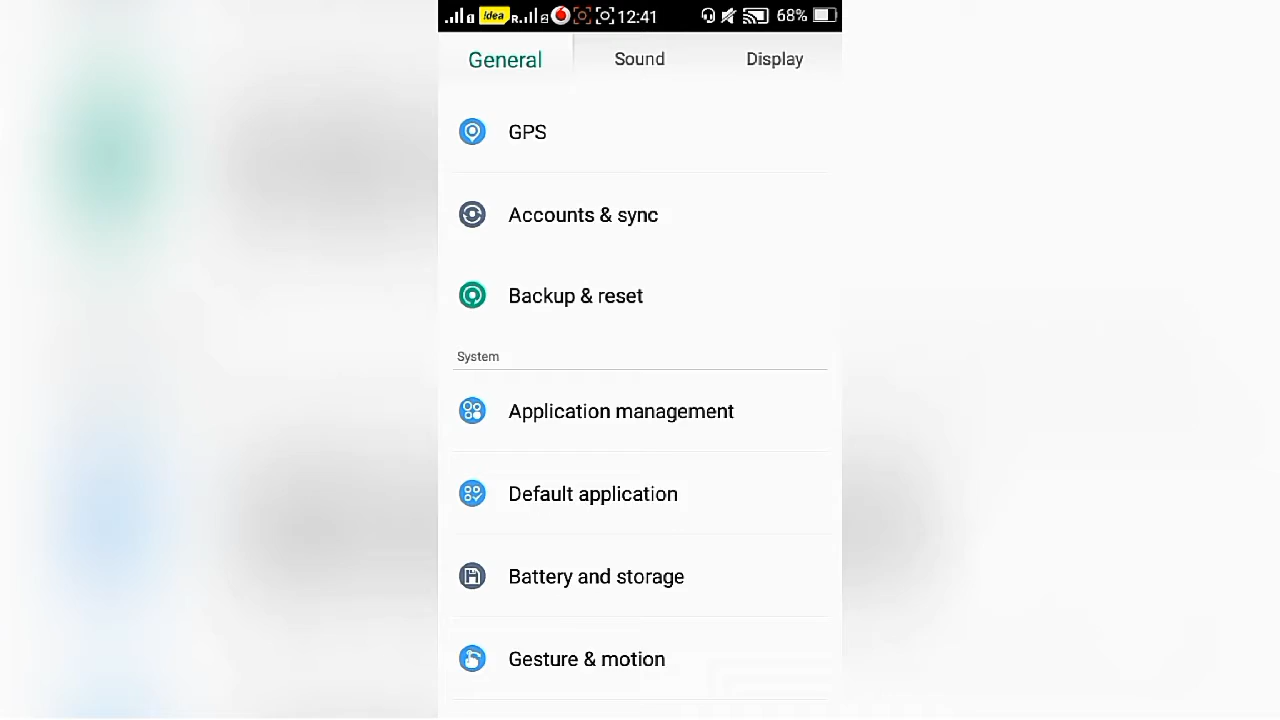 idea R 12:41 68%
General Sound Display
GPS
Accounts & sync
Backup & reset
System
Application management
Default application
Battery and storage
Gesture & motion